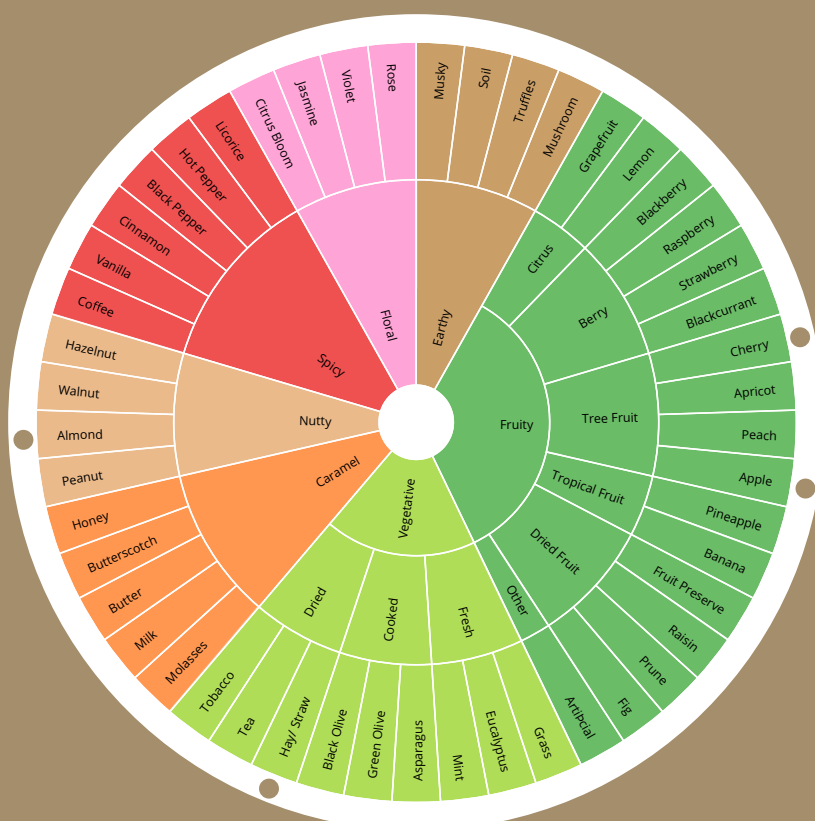 Earthy
Musky
Soil
Truffles
Mushroom
Fruity
Citrus
Grapefruit
Lemon
Berry
Blackberry
Raspberry
Strawberry
Blackcurrant
Tree Fruit
Cherry
Apricot
Peach
Apple
Tropical Fruit
Pineapple
Banana
Dried Fruit
Fruit Preserve
Raisin
Prune
Fig
Other
ArtiÞcial
Vegetative
Fresh
Grass
Eucalyptus
Mint
Cooked
Asparagus
Green Olive
Black Olive
Dried
Hay/ Straw
Tea
Tobacco
Caramel
Molasses
Milk
Butter
Butterscotch
Honey
Nutty
Peanut
Almond
Walnut
Hazelnut
Spicy
Coffee
Vanilla
Cinnamon
Black Pepper
Hot Pepper
Licorice
Floral
Citrus Bloom
Jasmine
Violet
Rose